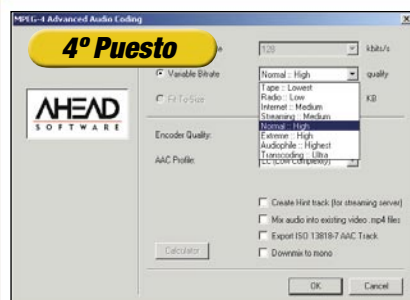 MPEG-4 Advanced Audio Coding
4º Puesto
128 kbits/s
Variable Bitrate Normal :: High quality
Tape :: Lowest
Radio :: Low
Internet :: Medium
Streaming :: Medium
Normal :: High
Extreme :: High
Audiophile :: Highest
Transcoding :: Ultra
Fit-To-Size KB
AHEAD
SOFTWARE
Encoder Quality:
AAC Profile: LC (Low Complexity)
Create Hint track (for streaming server)
Mix audio into existing video .mp4 files
Export ISO 13818-7 AAC Track
Calculator Downmix to mono
OK Cancel